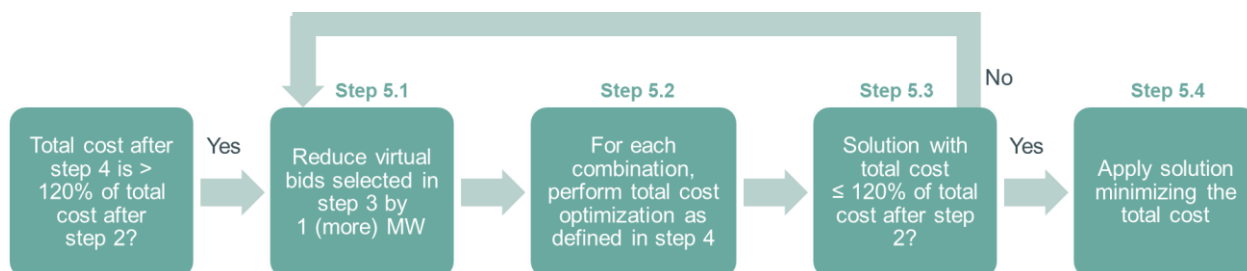 No
Step 5.1
Step 5.2
Step 5.3
Step 5.4
Total cost after
step 4 is >
120% of total
cost after
step 2?
Yes
Reduce virtual
bids selected in
step 3 by
1 (more) MW
For each
combination,
perform total cost
optimization as
defined in step 4
Solution with
total cost
≤ 120% of total
cost after step
2?
Yes
Apply solution
minimizing the
total cost